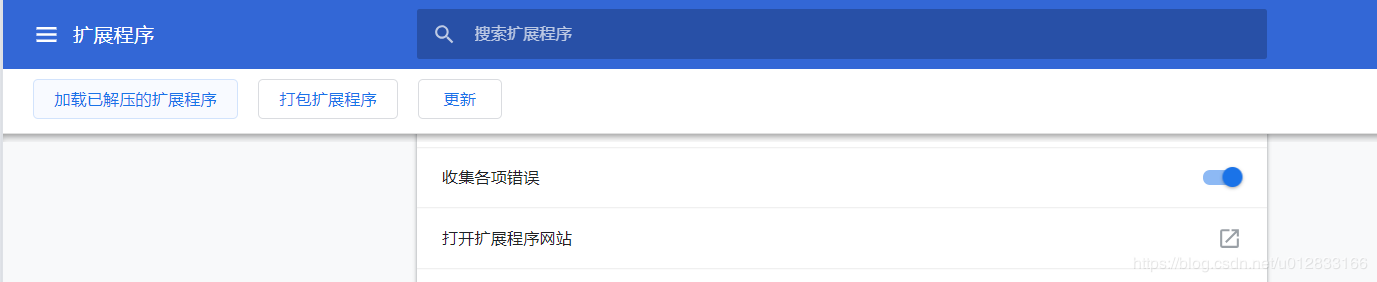 扩展程序
搜索扩展程序
加载已解压的扩展程序 打包扩展程序 更新
收集各项错误
打开扩展程序网站
https://blog.csdn.net/u012833166